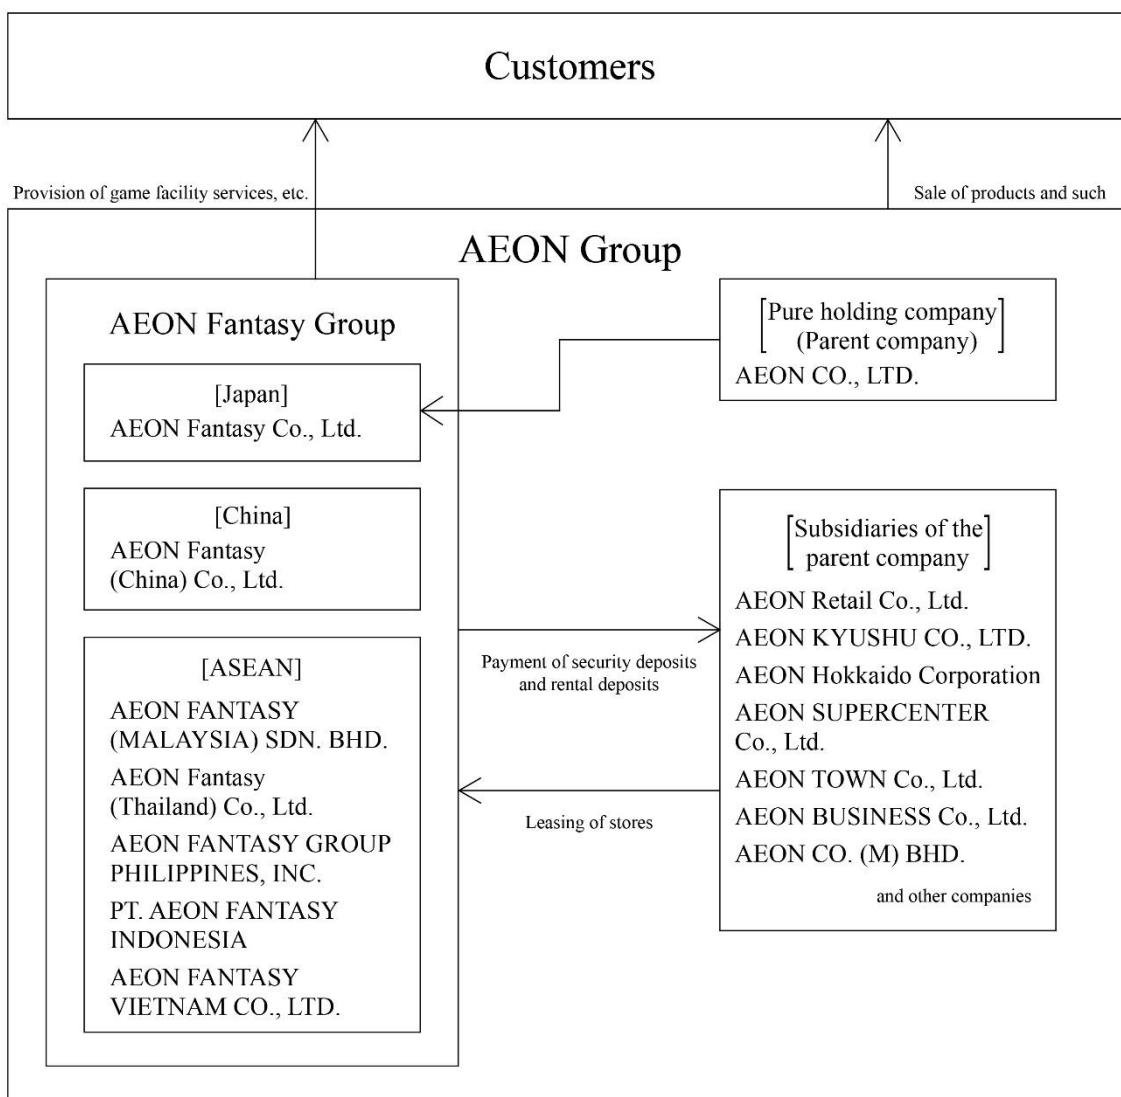 Customers
Provision of game facility services, etc.
Sale of products and such
AEON Group
AEON Fantasy Group
[Japan]
AEON Fantasy Co., Ltd.
[China]
AEON Fantasy
(China) Co., Ltd.
[ASEAN]
AEON FANTASY
(MALAYSIA) SDN. BHD.
AEON Fantasy
(Thailand) Co., Ltd.
AEON FANTASY GROUP
PHILIPPINES, INC.
PT. AEON FANTASY
INDONESIA
AEON FANTASY
VIETNAM CO., LTD.
[Pure holding company
(Parent company)]
AEON CO., LTD.
Payment of security deposits
and rental deposits
Leasing of stores
[Subsidiaries of the
parent company]
AEON Retail Co., Ltd.
AEON KYUSHU CO., LTD.
AEON Hokkaido Corporation
AEON SUPERCENTER
Co., Ltd.
AEON TOWN Co., Ltd.
AEON BUSINESS Co., Ltd.
AEON CO. (M) BHD.
and other companies